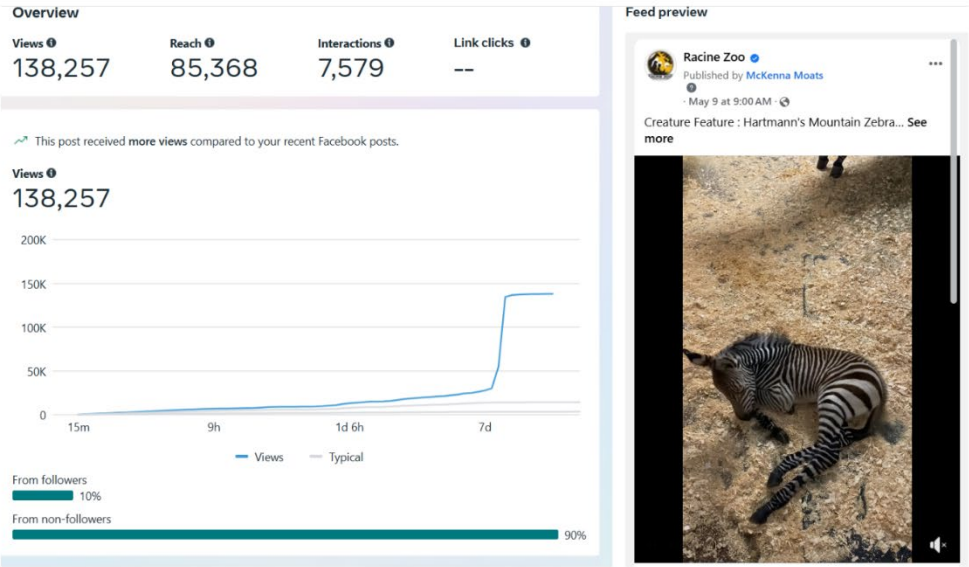 Overview
Views
138,257
Reach
85,368
Interactions
7,579
Link clicks
--
This post received more views compared to your recent Facebook posts.
Views
138,257
200K
150K
100K
50K
0
15m
9h
1d 6h
7d
Views
Typical
From followers
10%
From non-followers
90%
Feed preview
Racine Zoo
Published by McKenna Moats
· May 9 at 9:00 AM ·
Creature Feature : Hartmann's Mountain Zebra... See
more